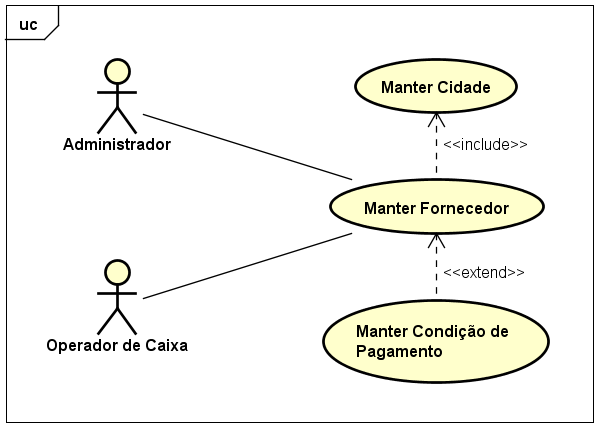 uc
Manter Cidade
Administrador
<<include>>
Manter Fornecedor
<<extend>>
Operador de Caixa
Manter Condição de
Pagamento